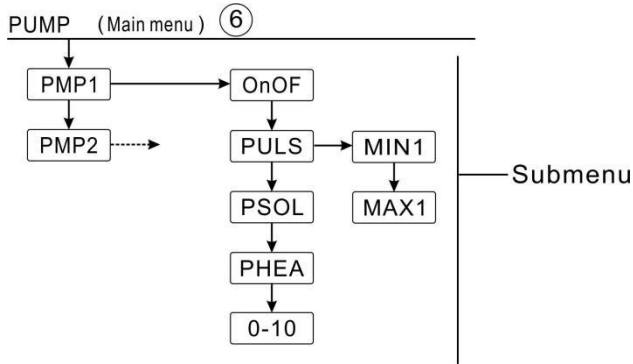 PUMP (Main menu) 6
PMP1 OnOF
PMP2 PULS MIN1
Submenu
PSOL MAX1
PHEA
0-10